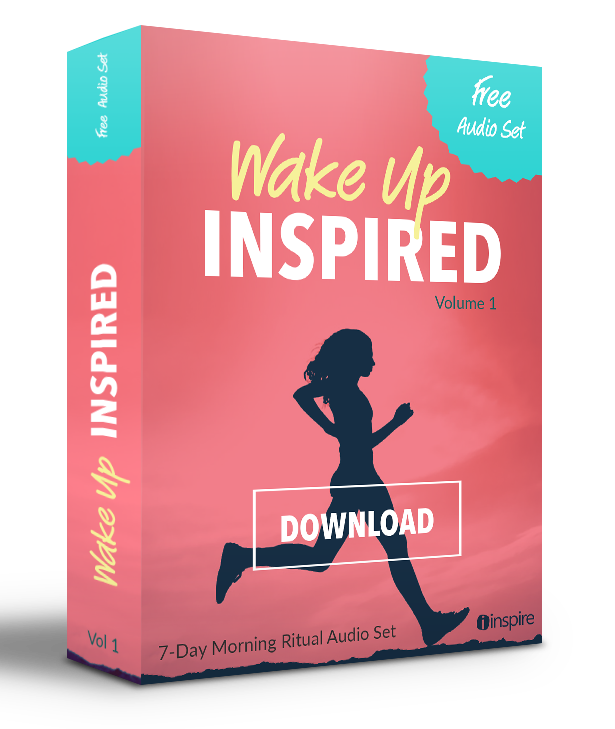 Free Audio Set
Wake Up INSPIRED
Vol 1
Free
Audio Set
Wake Up
INSPIRED
Volume 1
DOWNLOAD
7-Day Morning Ritual Audio Set
inspire